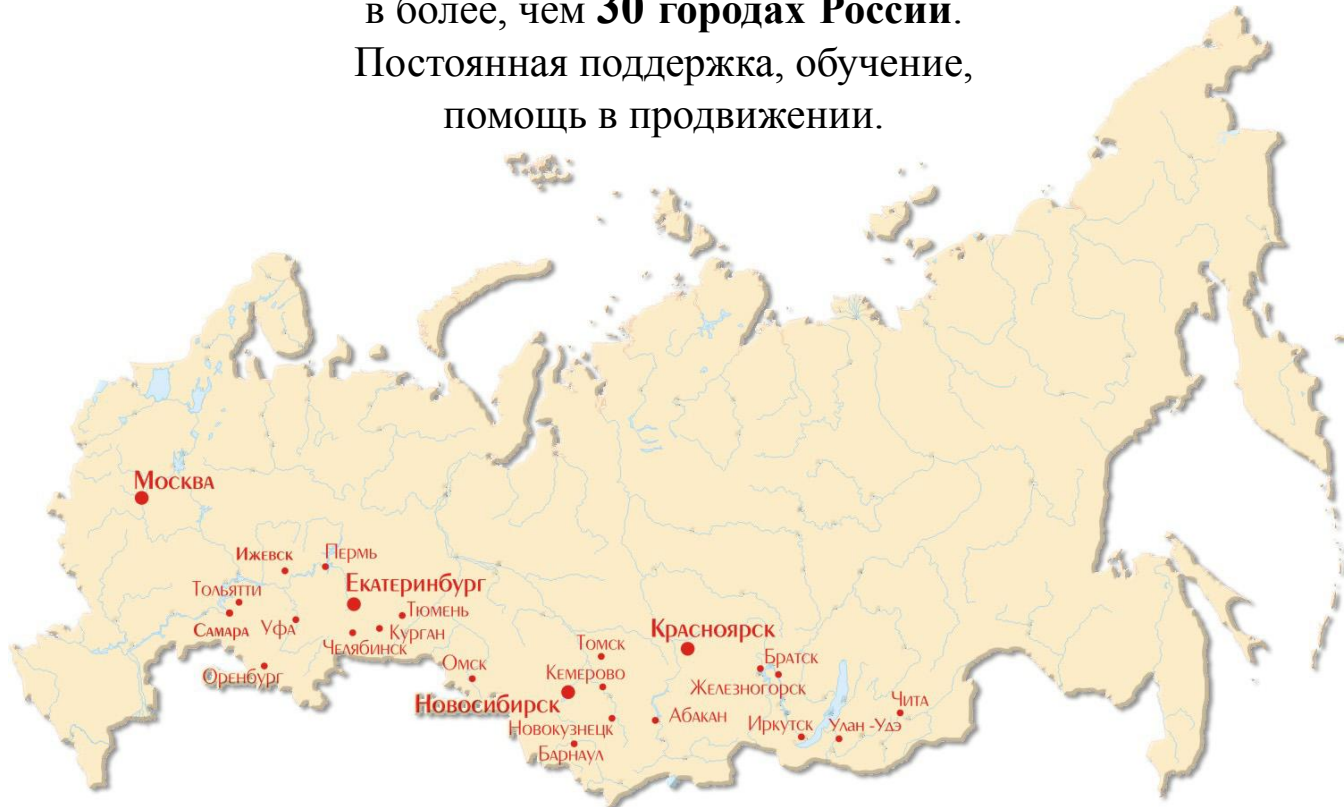 в более, чем 30 городах России.
Постоянная поддержка, обучение,
помощь в продвижении.
Москва
Ижевск
Пермь
Екатеринбург
Тольятти
Тюмень
Самара
Уфа
Курган
Челябинск
Оренбург
Омск
Томск
Красноярск
Кемерово
Братск
Железногорск
Новосибирск
Чита
Абакан
Новокузнецк
Иркутск
Улан -Удэ
Барнаул